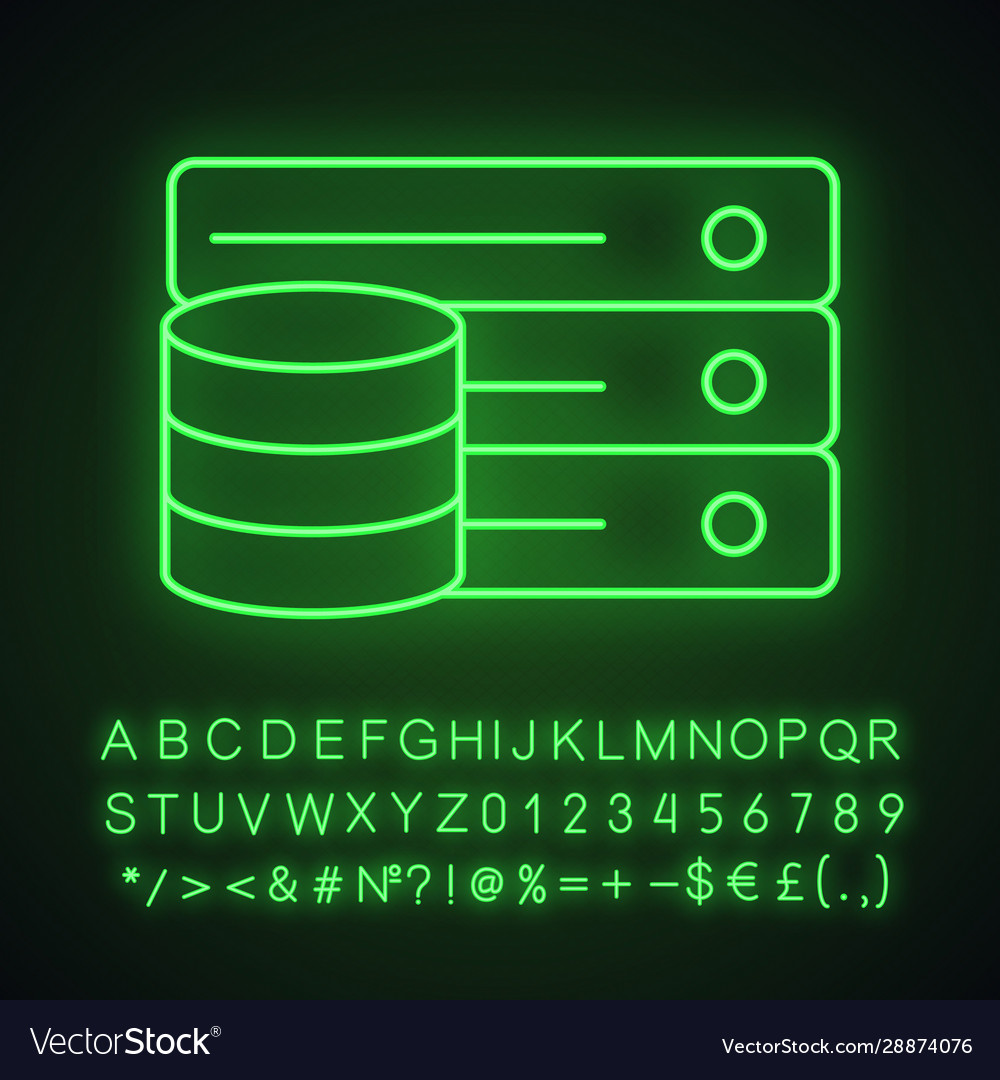 A B C D E F G H I J K L M N O P Q R
S T U V W X Y Z 0 1 2 3 4 5 6 7 8 9
* / > < & # № ? ! @ % = + − $ € £ ( . , )
VectorStock®
VectorStock.com/28874076